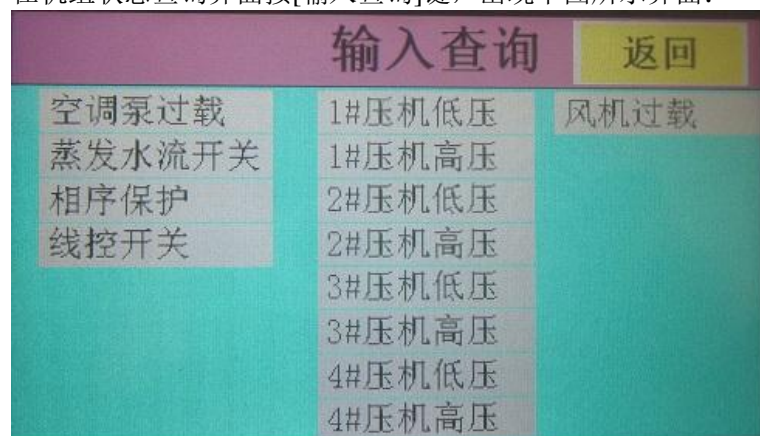 在机组状态查询界面按[输入查询]键，出现下图所示界面：
输入查询
返回
空调泵过载
蒸发水流开关
相序保护
线控开关
1#压机低压
1#压机高压
2#压机低压
2#压机高压
3#压机低压
3#压机高压
4#压机低压
4#压机高压
风机过载